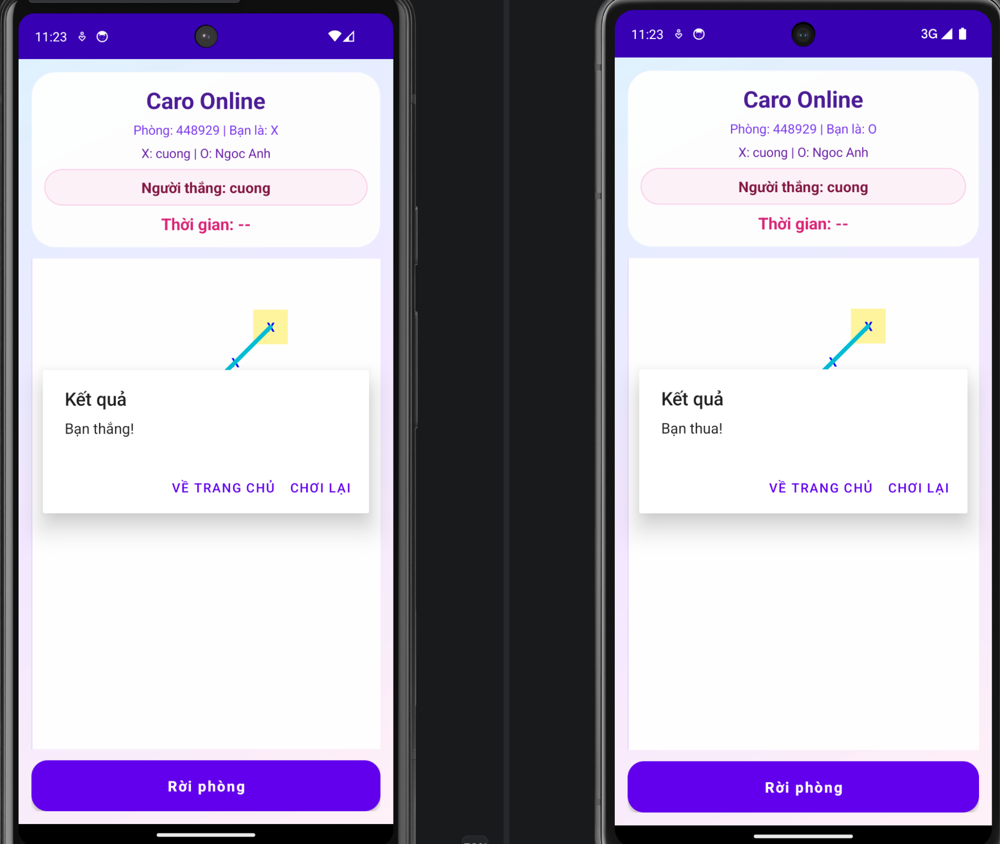 11:23
Caro Online
Phòng: 448929 | Bạn là: X
X: cuong | O: Ngoc Anh
Người thắng: cuong
Thời gian: --
X
X
Kết quả
Bạn thắng!
VỀ TRANG CHỦ CHƠI LẠI
Rời phòng
11:23 3G
Caro Online
Phòng: 448929 | Bạn là: O
X: cuong | O: Ngoc Anh
Người thắng: cuong
Thời gian: --
X
X
Kết quả
Bạn thua!
VỀ TRANG CHỦ CHƠI LẠI
Rời phòng